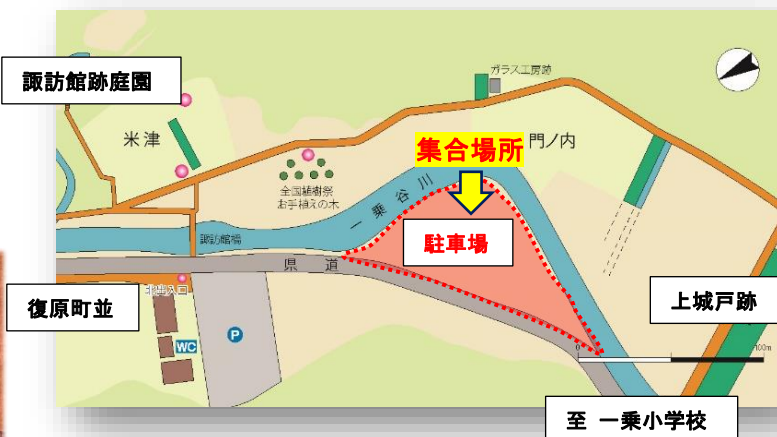 諏訪館跡庭園
ガラス工房跡
米津
集合場所
門ノ内
全国植樹祭
お手植えの木
一乗谷川
諏訪館橋
駐車場
県道
復原町並
P
WC
上城戸跡
0
100m
至 一乗小学校